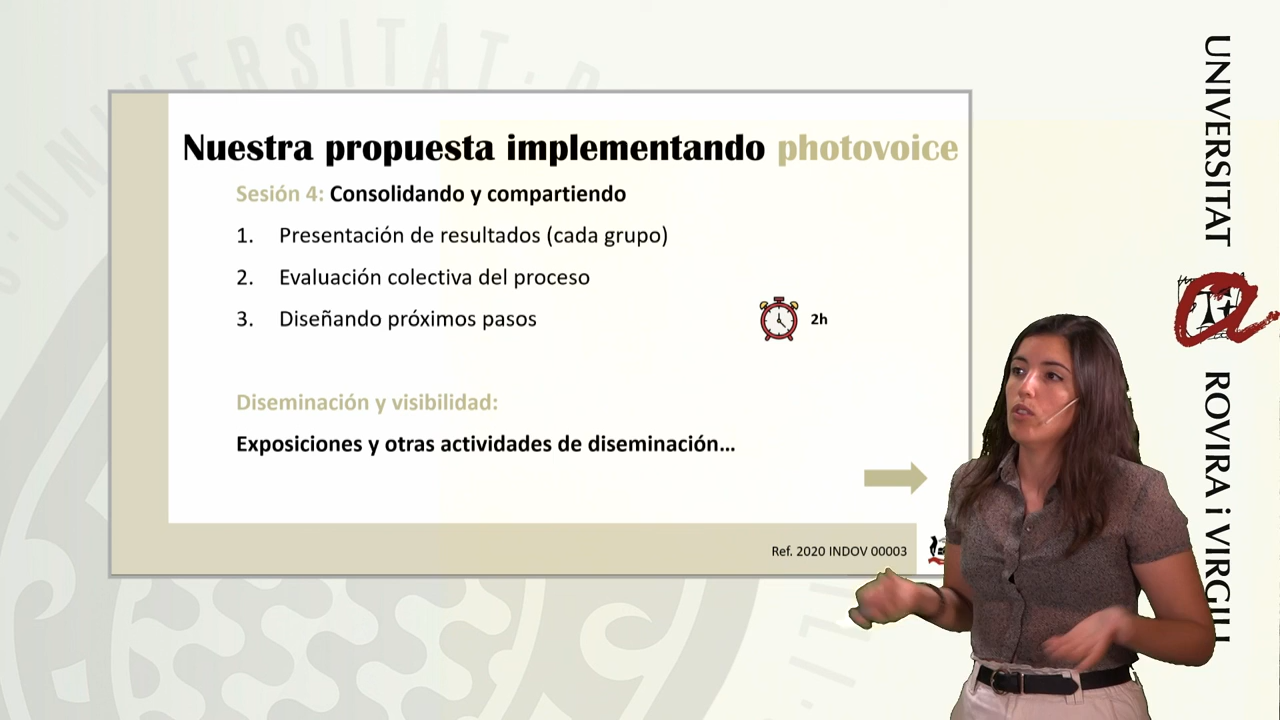 Nuestra propuesta implementando photovoice
Sesión 4: Consolidando y compartiendo
1. Presentación de resultados (cada grupo)
2. Evaluación colectiva del proceso
3. Diseñando próximos pasos
2h
Diseminación y visibilidad:
Exposiciones y otras actividades de diseminación...
Ref. 2020 INDOV 00003
UNIVERSITAT
ROVIRA i VIRGILI